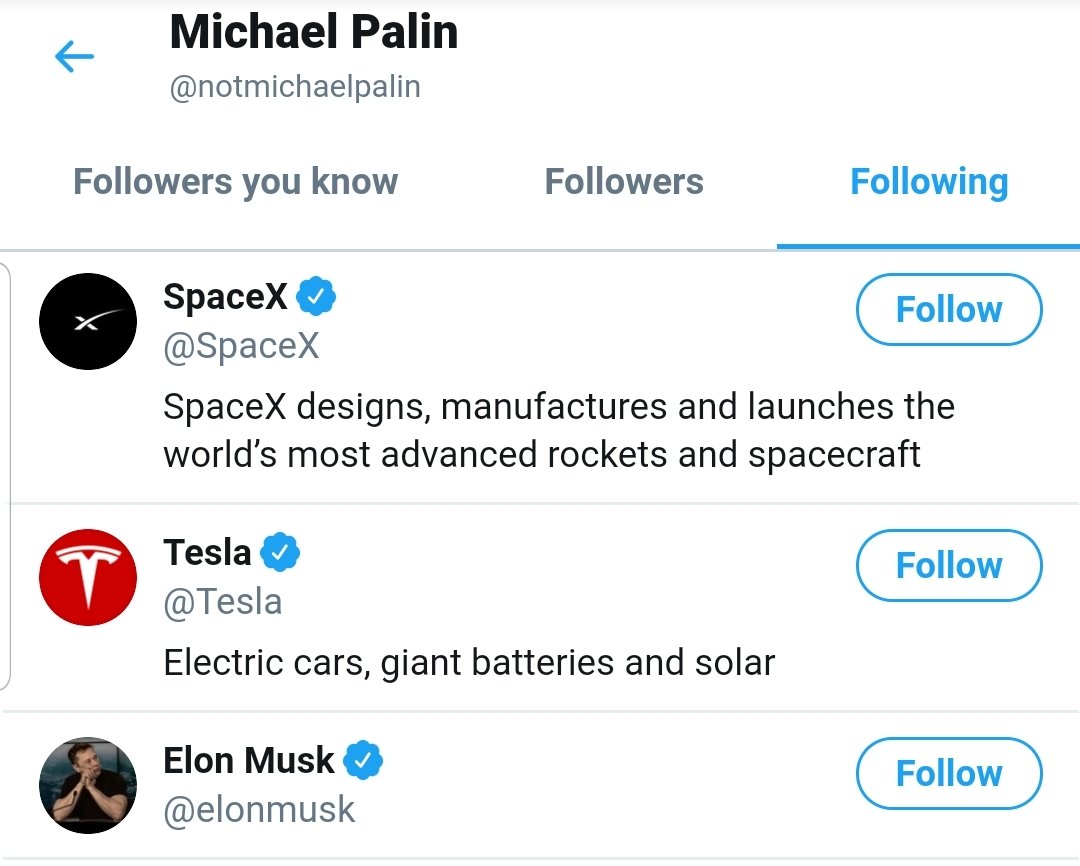 Michael Palin
@notmichaelpalin
Followers you know
Followers
Following
SpaceX
@SpaceX
Follow
SpaceX designs, manufactures and launches the
world’s most advanced rockets and spacecraft
Tesla
@Tesla
Follow
Electric cars, giant batteries and solar
Elon Musk
@elonmusk
Follow